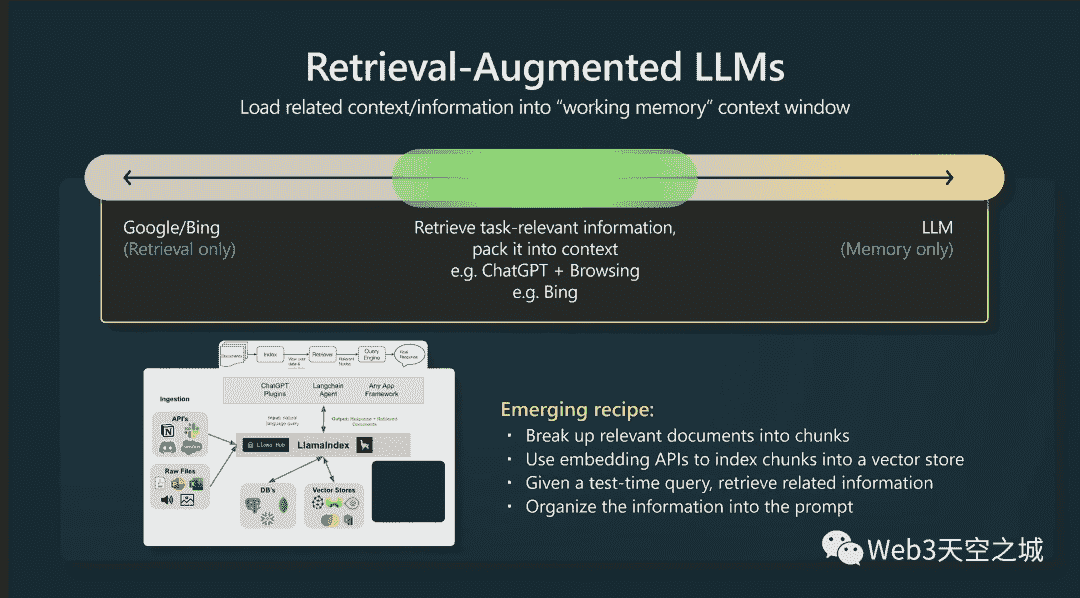 Retrieval-Augmented LLMs
Load related context/information into “working memory” context window
Google/Bing
(Retrieval only)
Retrieve task-relevant information,
pack it into context
e.g. ChatGPT + Browsing
e.g. Bing
LLM
(Memory only)
Index
Retriever
Query
Engine
Ingestion
ChatGPT
Plugins
Langchain
Agent
Any App
Framework
API's
Raw Files
Llama Hub
LlamaIndex
DB's
Vector Stores
Emerging recipe:
· Break up relevant documents into chunks
· Use embedding APIs to index chunks into a vector store
· Given a test-time query, retrieve related information
· Organize the information into the prompt
Web3天空之城